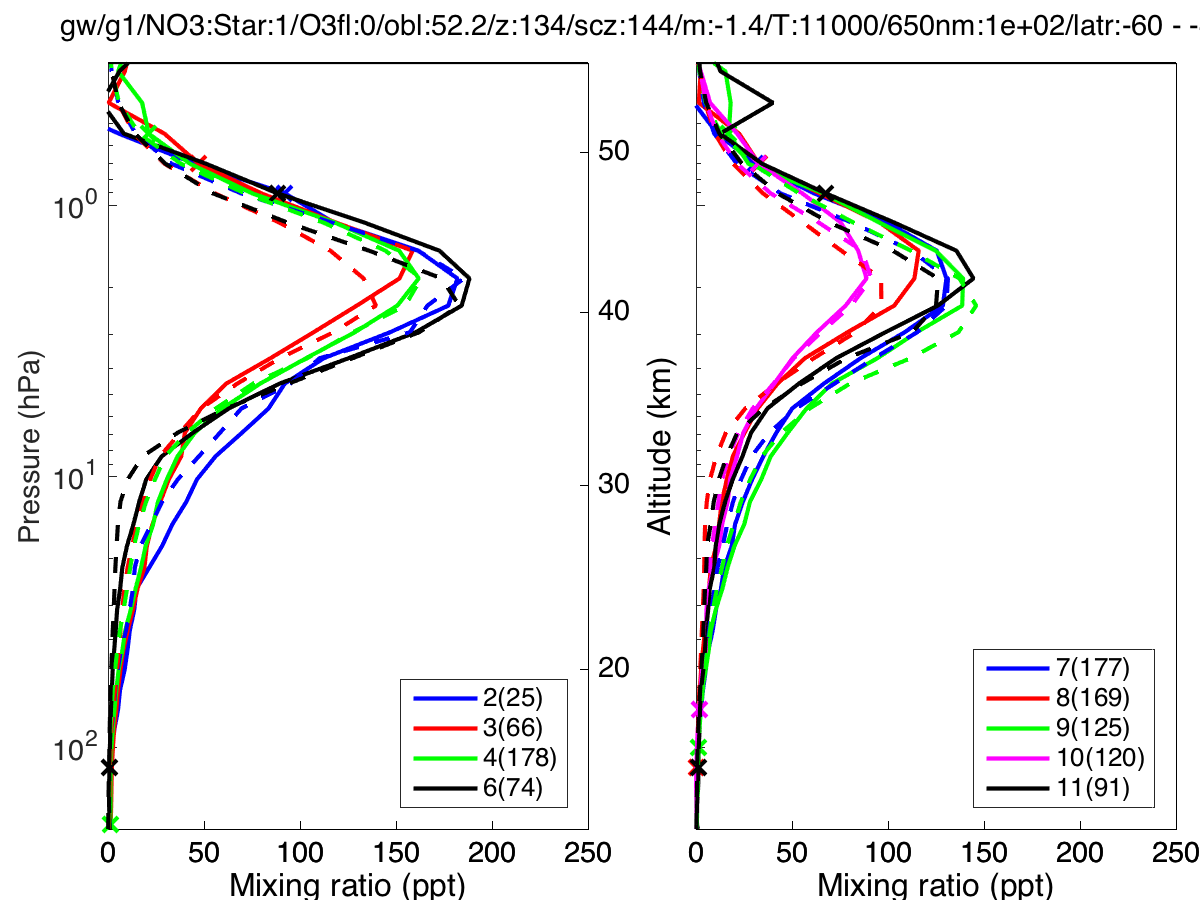 gw/g1/NO3:Star:1/O3fl:0/obl:52.2/z:134/scz:144/m:-1.4/T:11000/650nm:1e+02/latr:-60 - -
Pressure (hPa)
10^0
10^1
10^2
0 50 100 150 200 250
Mixing ratio (ppt)
2(25)
3(66)
4(178)
6(74)
50
40
30
20
Altitude (km)
0 50 100 150 200 250
Mixing ratio (ppt)
7(177)
8(169)
9(125)
10(120)
11(91)